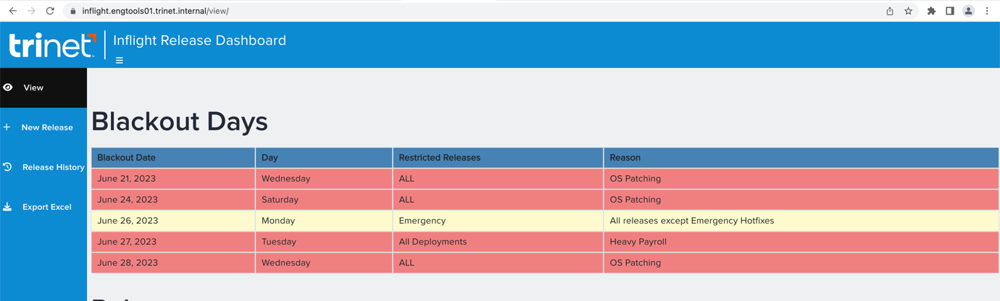 inflight.engtools01.trinet.internal/view/
trinet
Inflight Release Dashboard
View
New Release
Release History
Export Excel
Blackout Days
Blackout Date Day Restricted Releases Reason
June 21, 2023 Wednesday ALL OS Patching
June 24, 2023 Saturday ALL OS Patching
June 26, 2023 Monday Emergency All releases except Emergency Hotfixes
June 27, 2023 Tuesday All Deployments Heavy Payroll
June 28, 2023 Wednesday ALL OS Patching